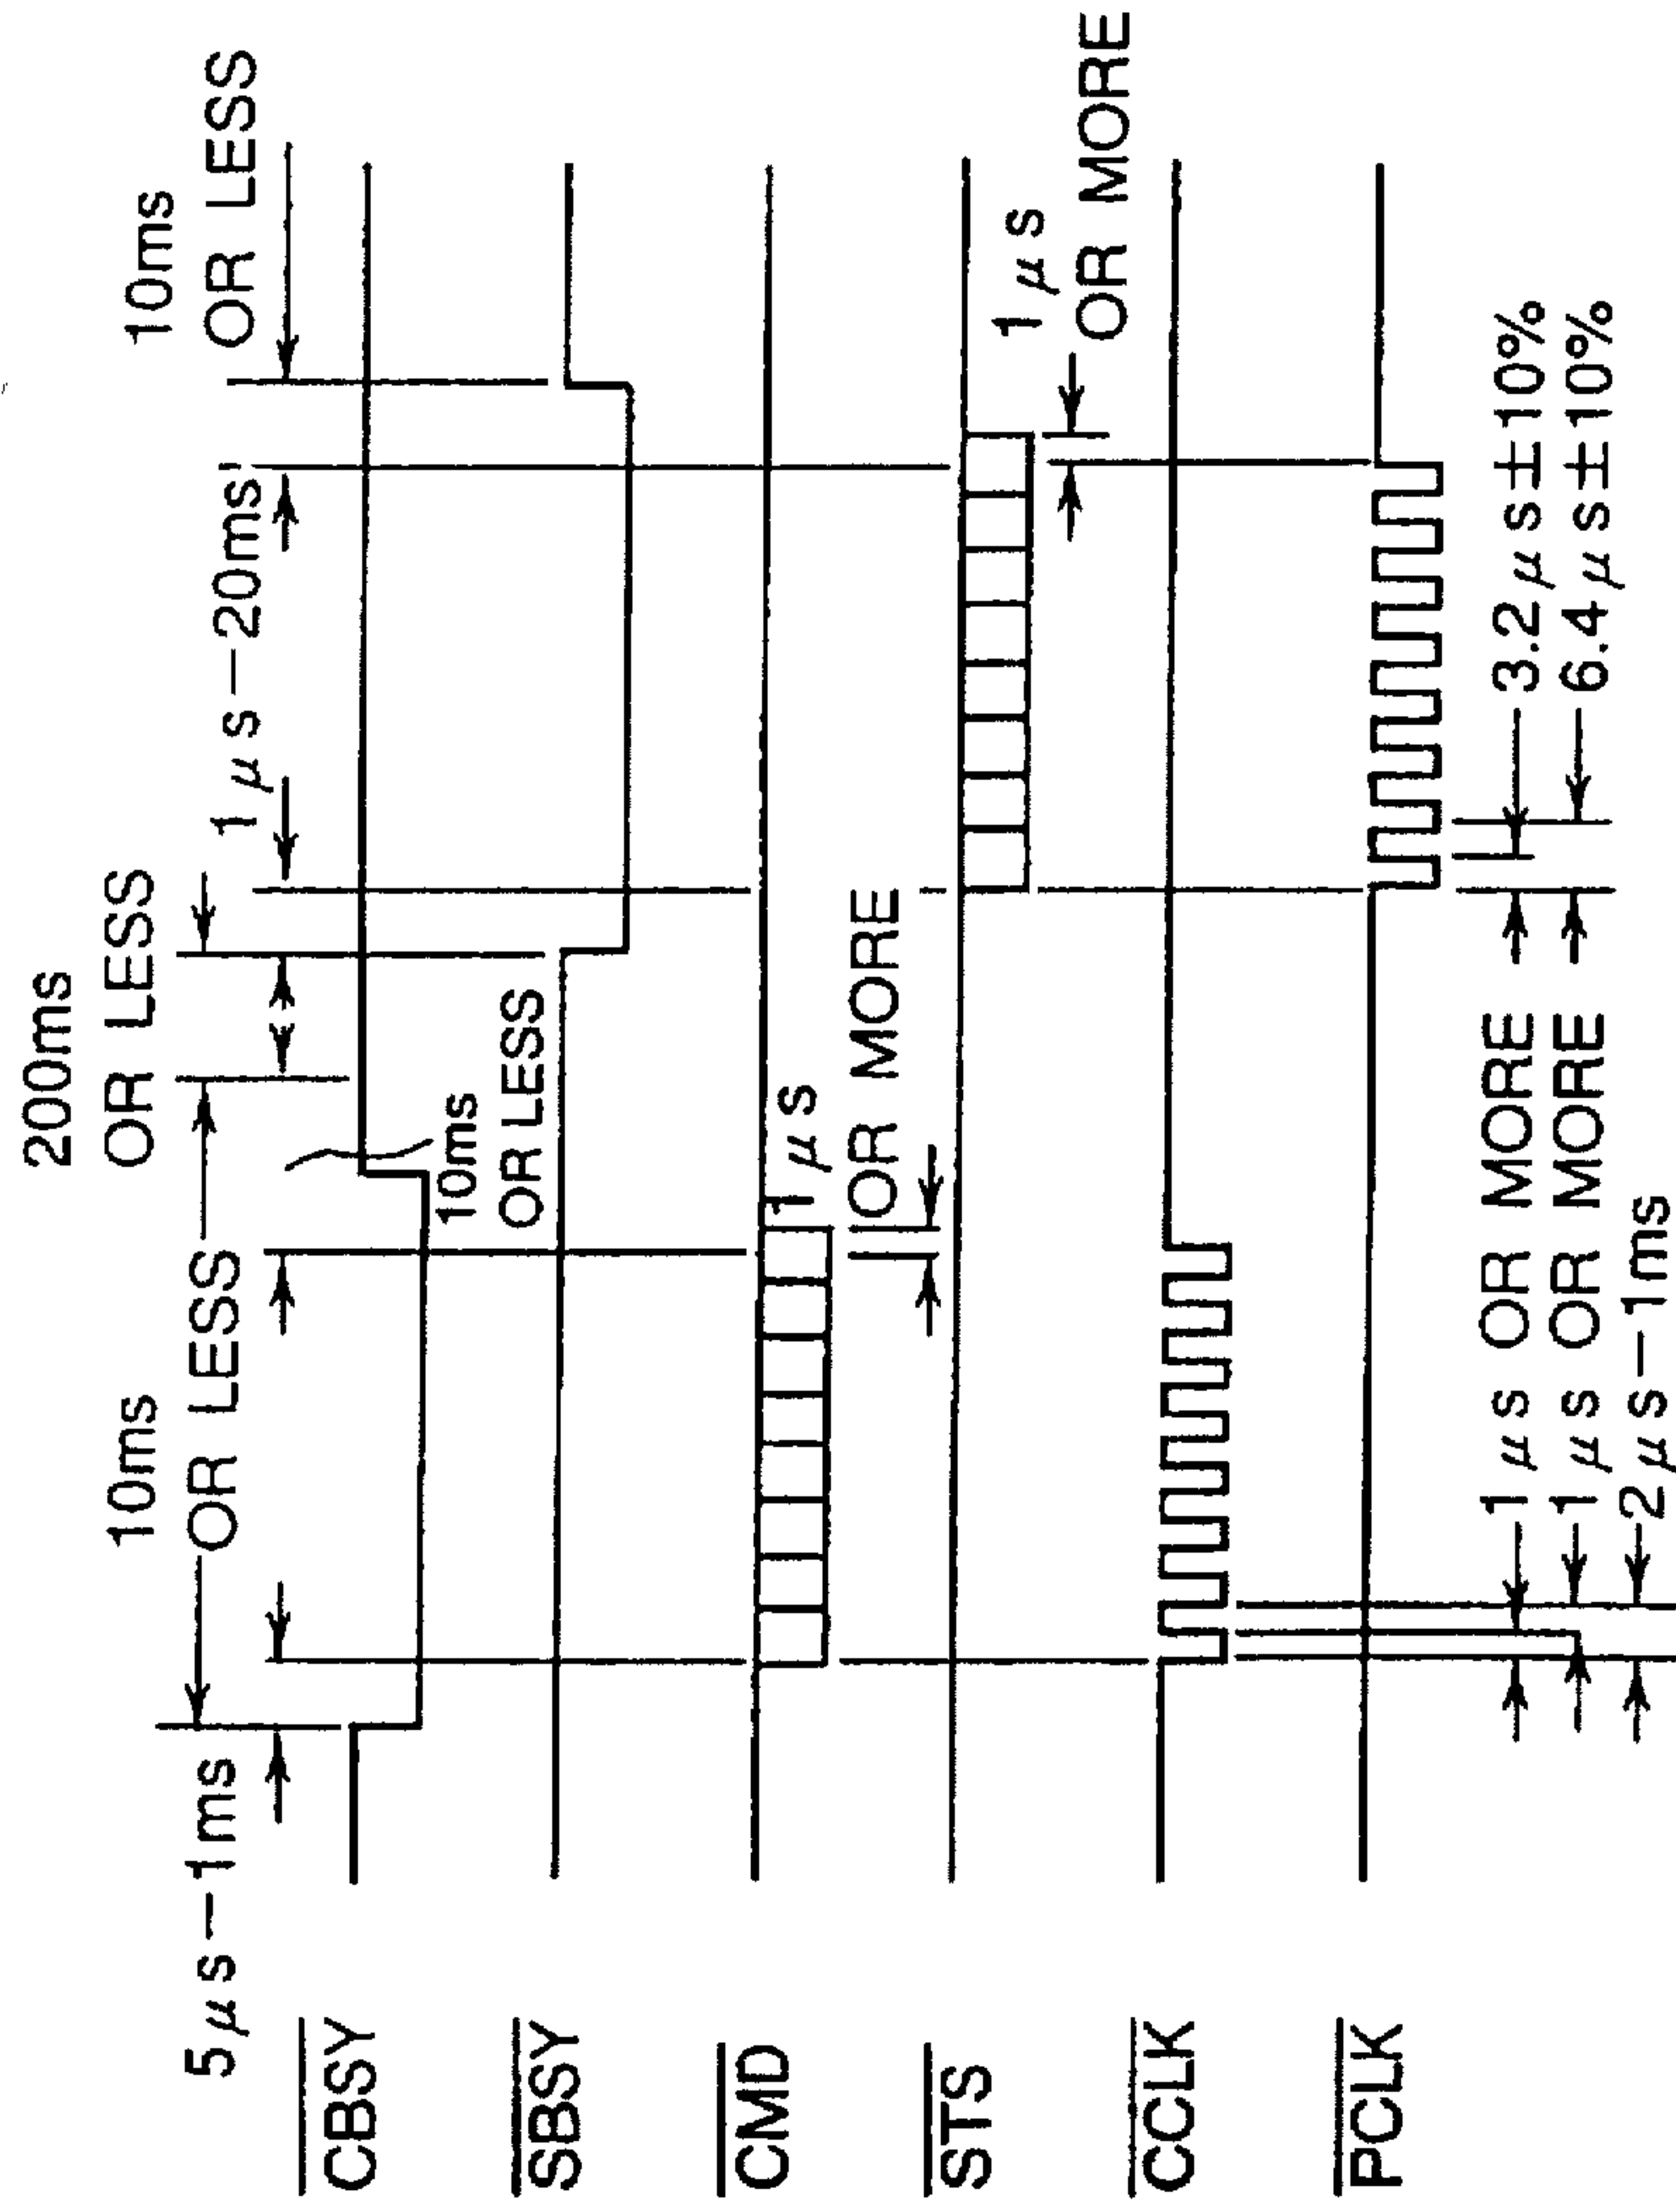 200ms
OR LESS
10ms
OR LESS
10ms
OR LESS
5μs-1ms
1μs-20ms
10ms
OR LESS
CBSY
SBSY
CMD
1μs
OR MORE
STS
1μs
OR MORE
CCLK
PCLK
1μs OR MORE
1μs OR MORE
2μs-1ms
3.2μs±10%
6.4μs±10%